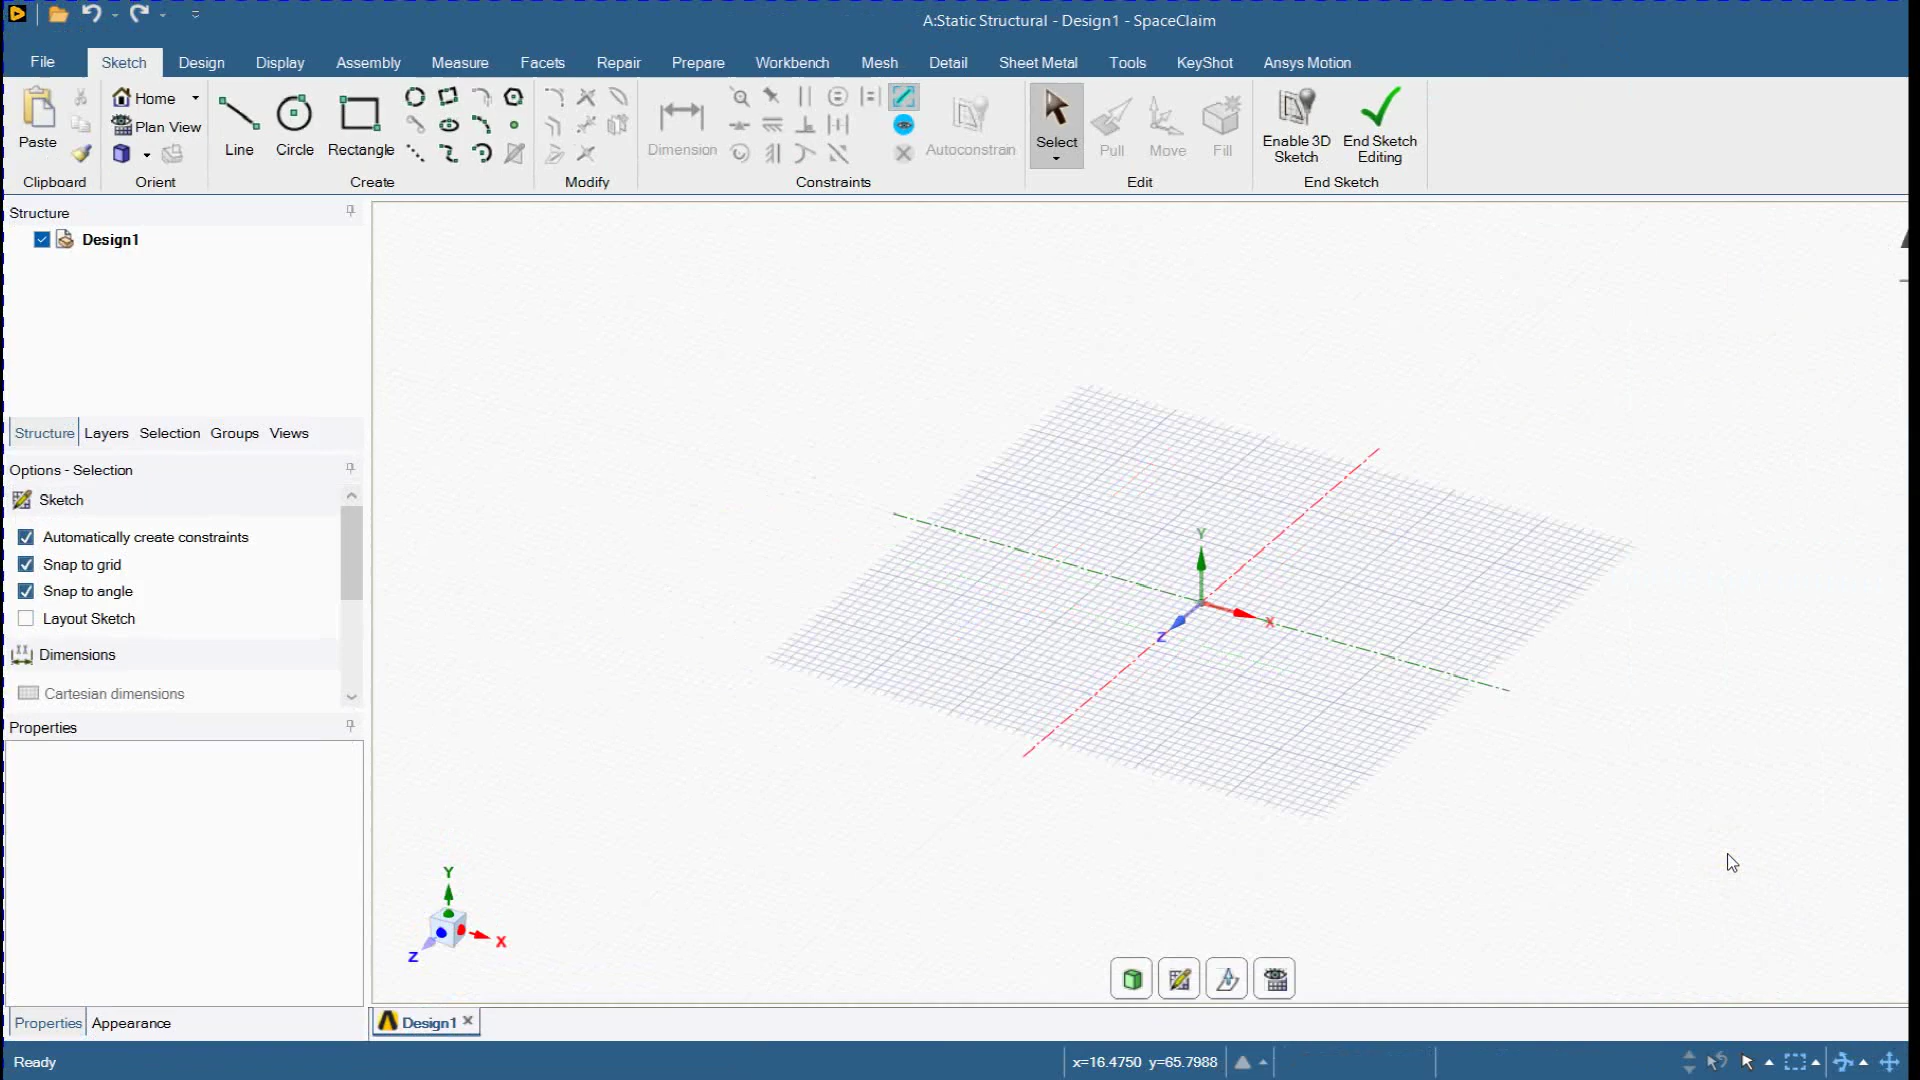 A:Static Structural - Design1 - SpaceClaim
File Sketch Design Display Assembly Measure Facets Repair Prepare Workbench Mesh Detail Sheet Metal Tools KeyShot Ansys Motion
Paste
Home
Plan View
Line Circle Rectangle
Dimension
Autoconstrain
Select Pull Move Fill
Enable 3D Sketch
End Sketch Editing
Clipboard Orient Create Modify Constraints Edit End Sketch
Structure
Design1
Structure Layers Selection Groups Views
Options - Selection
Sketch
Automatically create constraints
Snap to grid
Snap to angle
Layout Sketch
Dimensions
Cartesian dimensions
Properties
Properties Appearance
Y
X
Z
Y
X
Z
Design1
Ready
x=16.4750 y=65.7988